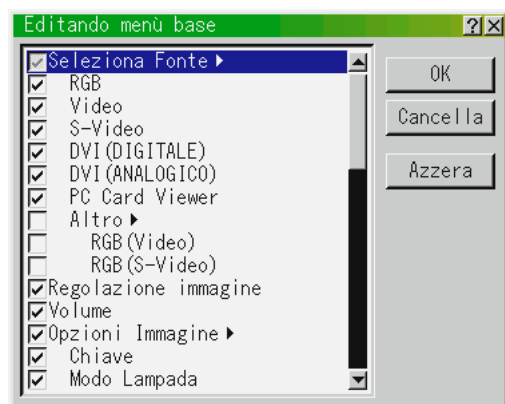 Editando menù base
Seleziona Fonte
RGB
Video
S-Video
DVI(DIGITALE)
DVI(ANALOGICO)
PC Card Viewer
Altro
RGB(Video)
RGB(S-Video)
Regolazione immagine
Volume
Opzioni Immagine
Chiave
Modo Lampada
OK
Cancella
Azzera